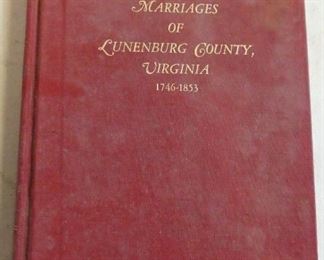 Marriages
of
Lunenburg County,
Virginia
1746-1853